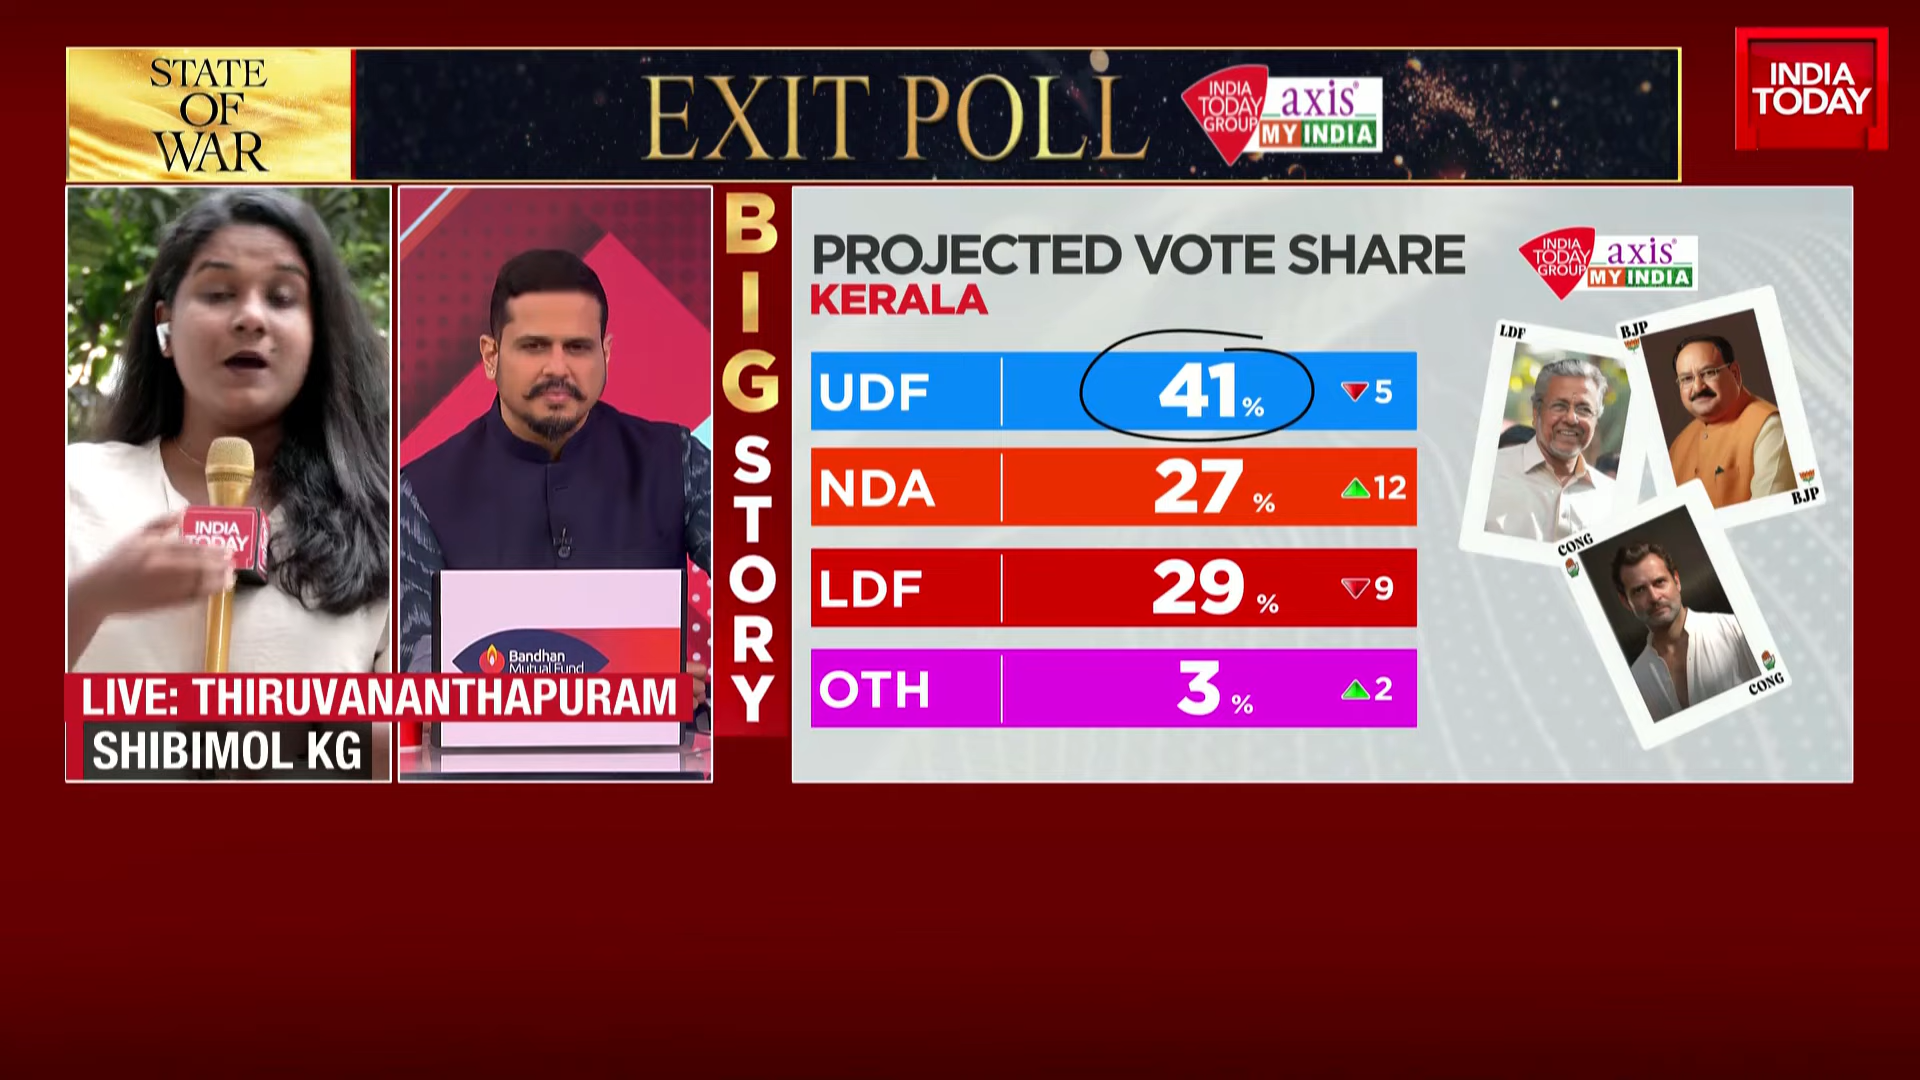 STATE
OF
WAR
EXIT POLL
INDIA
TODAY
GROUP
axis
MY INDIA
INDIA
TODAY
INDIA
TODAY
Bandhan
Mutual Fund
LIVE: THIRUVANANTHAPURAM
SHIBIMOL KG
BIG
STORY
PROJECTED VOTE SHARE
KERALA
INDIA
TODAY
GROUP
axis
MY INDIA
UDF 41% 5
NDA 27% 12
LDF 29% 9
OTH 3% 2
LDF
BJP
BJP
CONG
CONG